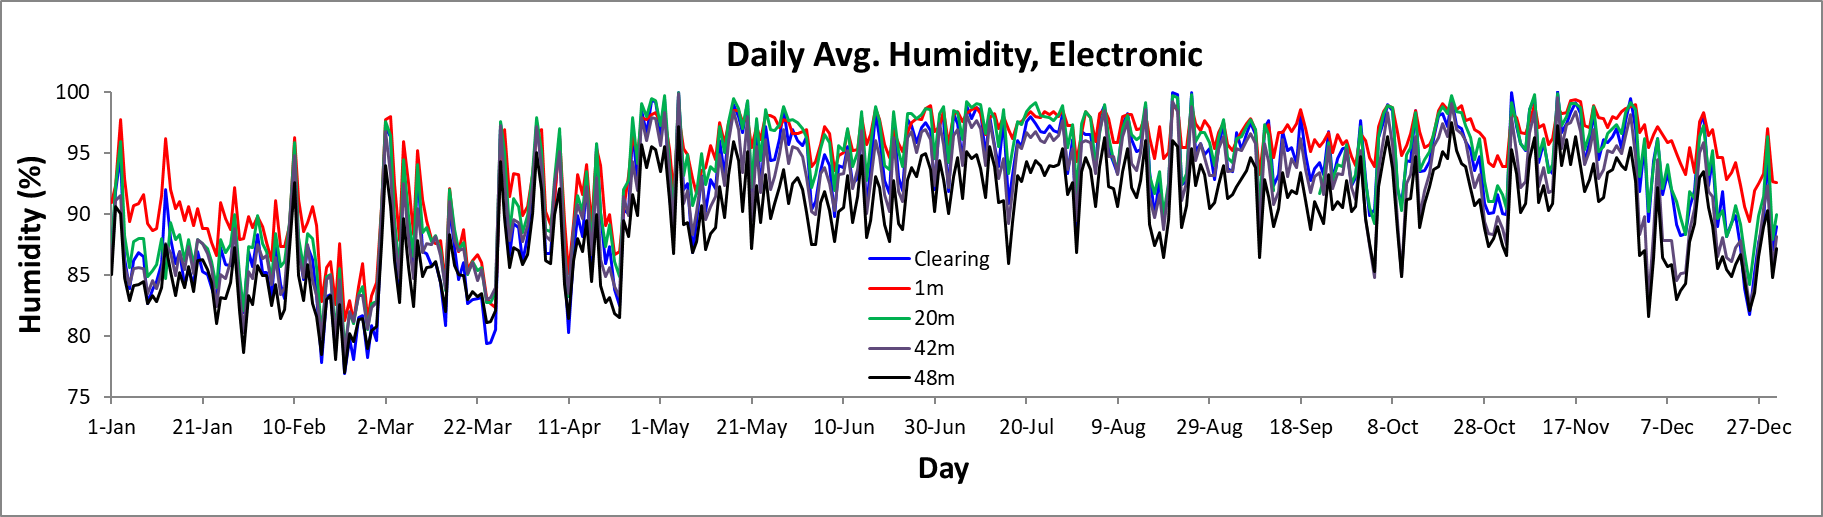 Daily Avg. Humidity, Electronic
Humidity (%)
100
95
90
85
80
75
Clearing
1m
20m
42m
48m
1-Jan 21-Jan 10-Feb 2-Mar 22-Mar 11-Apr 1-May 21-May 10-Jun 30-Jun 20-Jul 9-Aug 29-Aug 18-Sep 8-Oct 28-Oct 17-Nov 7-Dec 27-Dec
Day